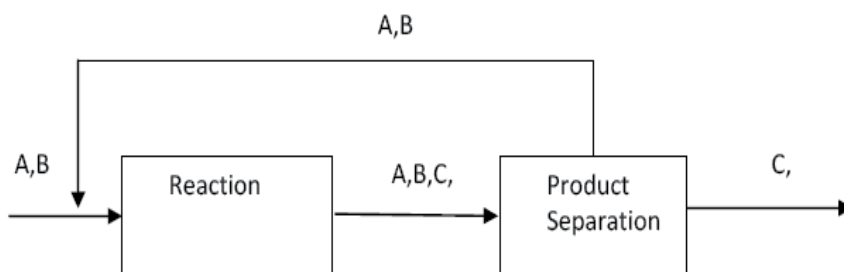 A,B
A,B
Reaction
A,B,C,
Product
Separation
C,